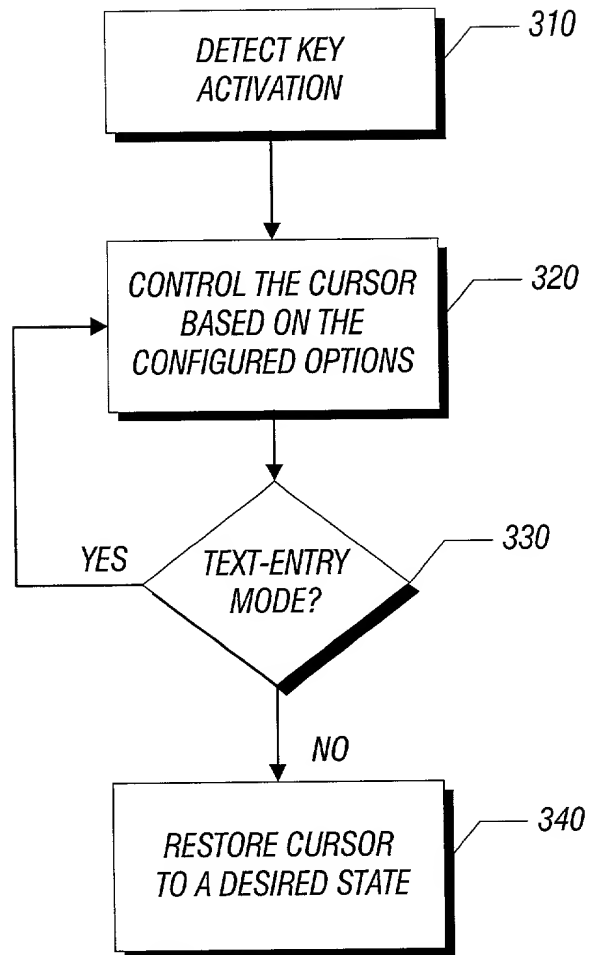 DETECT KEY
ACTIVATION
310
CONTROL THE CURSOR
BASED ON THE
CONFIGURED OPTIONS
320
YES
TEXT-ENTRY
MODE?
330
NO
RESTORE CURSOR
TO A DESIRED STATE
340